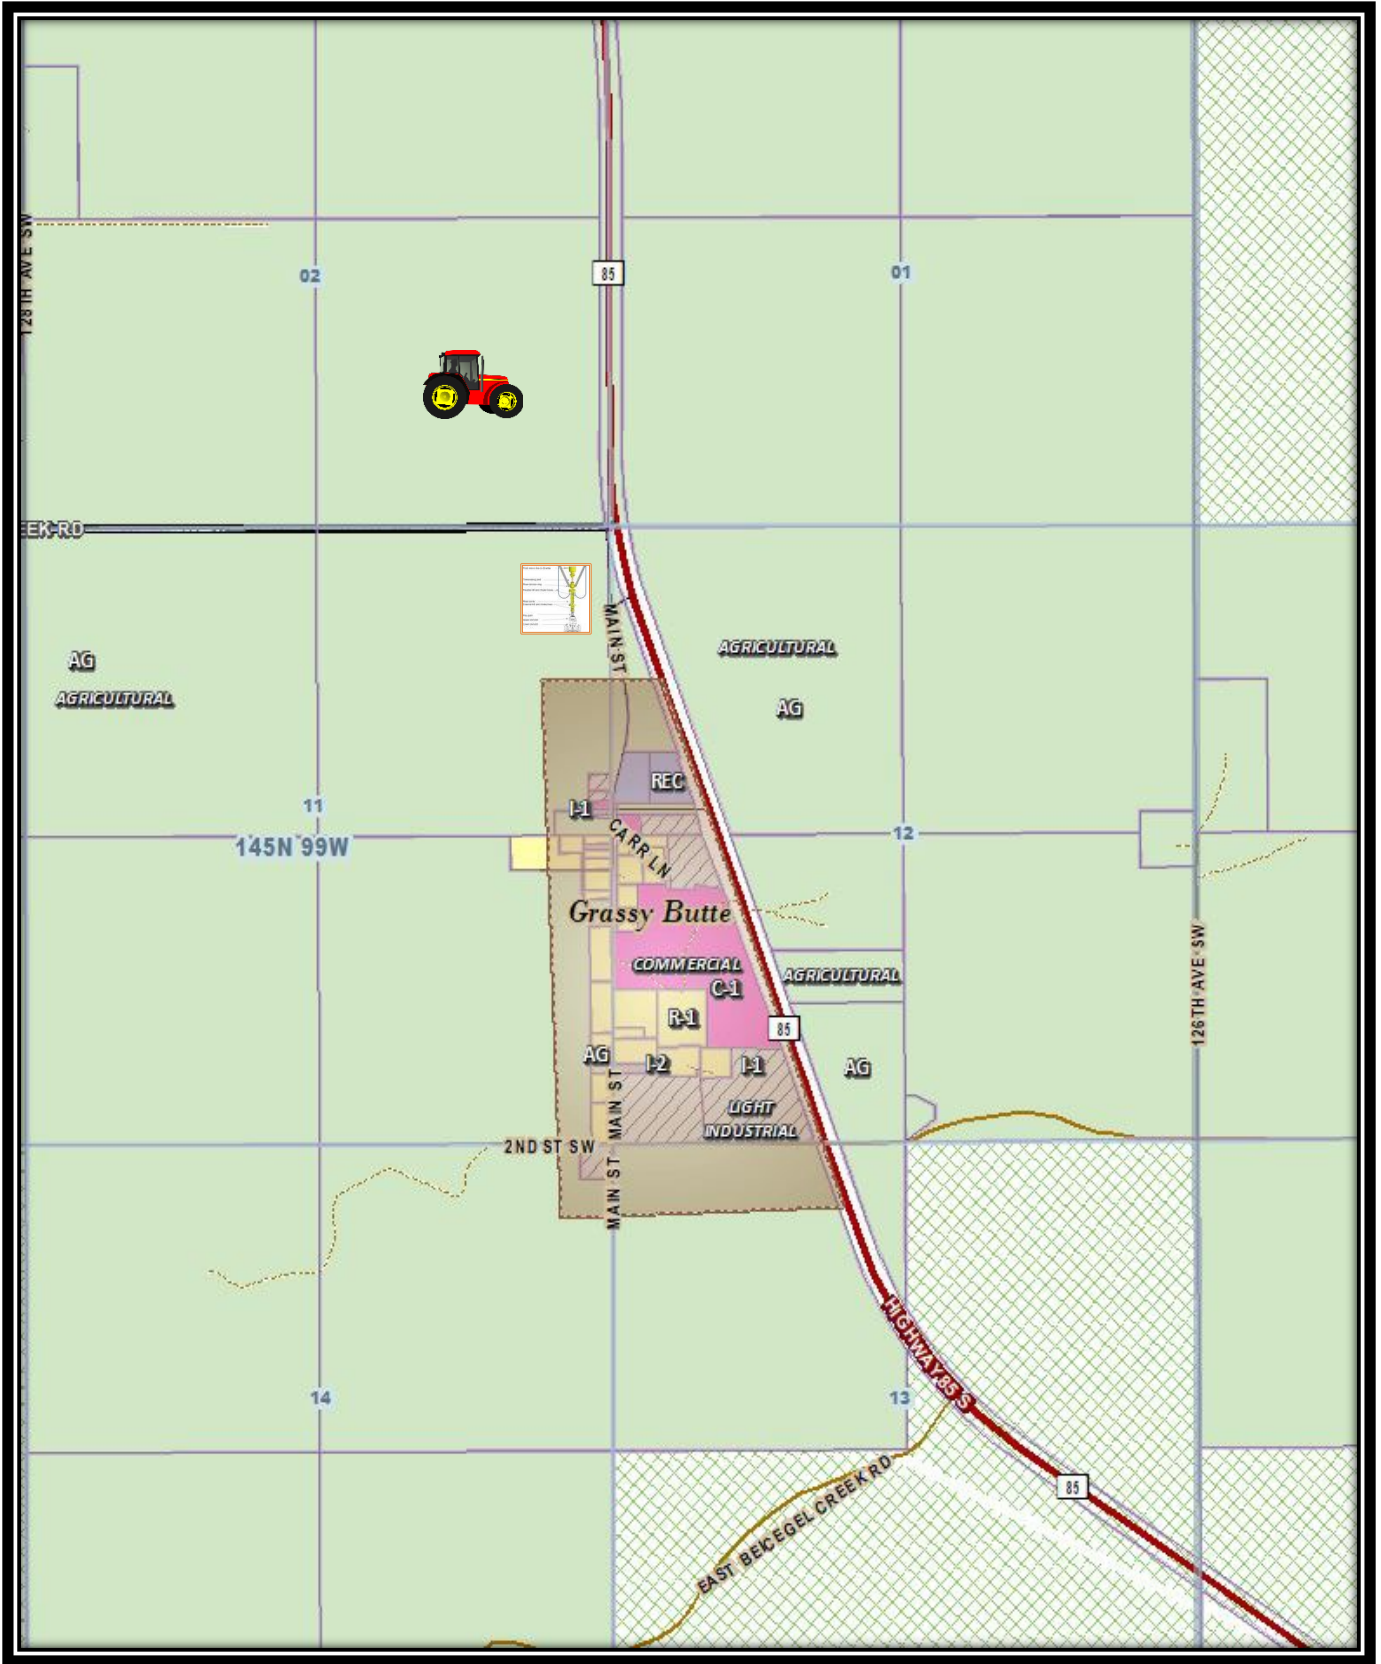 128TH AVE SW
02
85
01
EEK RD
MAIN ST
AG
AGRICULTURAL
AGRICULTURAL
AG
REC
I-1
11
145N 99W
CARR LN
12
Grassy Butte
COMMERCIAL
C-1
AGRICULTURAL
R-1
85
126TH AVE SW
AG
I-2
I-1
AG
MAIN ST
LIGHT
INDUSTRIAL
2ND ST SW
MAIN ST
HIGHWAY 85 S
14
13
85
EAST BEICEGEL CREEK RD